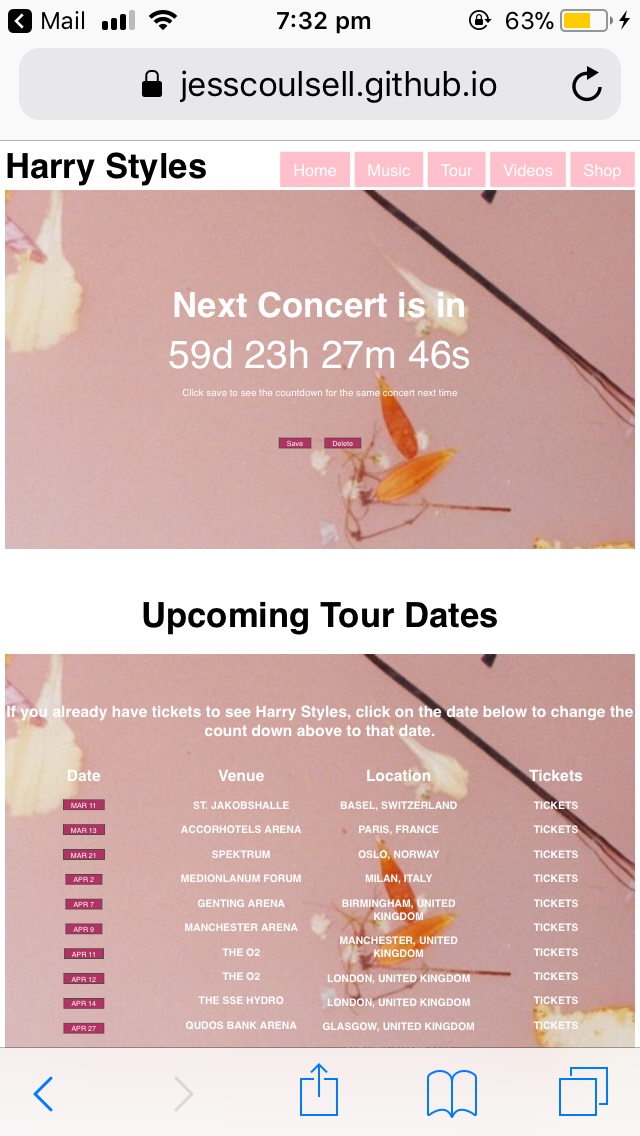 Mail 7:32 pm 63%
jesscoulsell.github.io
Harry Styles Home Music Tour Videos Shop
Next Concert is in
59d 23h 27m 46s
Click save to see the countdown for the same concert next time
Save Delete
Upcoming Tour Dates
If you already have tickets to see Harry Styles, click on the date below to change the
count down above to that date.
Date Venue Location Tickets
MAR 11 ST. JAKOBSHALLE BASEL, SWITZERLAND TICKETS
MAR 13 ACCORHOTELS ARENA PARIS, FRANCE TICKETS
MAR 21 SPEKTRUM OSLO, NORWAY TICKETS
APR 2 MEDIONLANUM FORUM MILAN, ITALY TICKETS
APR 7 GENTING ARENA BIRMINGHAM, UNITED TICKETS
KINGDOM
APR 9 MANCHESTER ARENA TICKETS
MANCHESTER, UNITED
APR 11 THE O2 KINGDOM TICKETS
APR 12 THE O2 LONDON, UNITED KINGDOM TICKETS
APR 14 THE SSE HYDRO LONDON, UNITED KINGDOM TICKETS
APR 27 QUDOS BANK ARENA GLASGOW, UNITED KINGDOM TICKETS